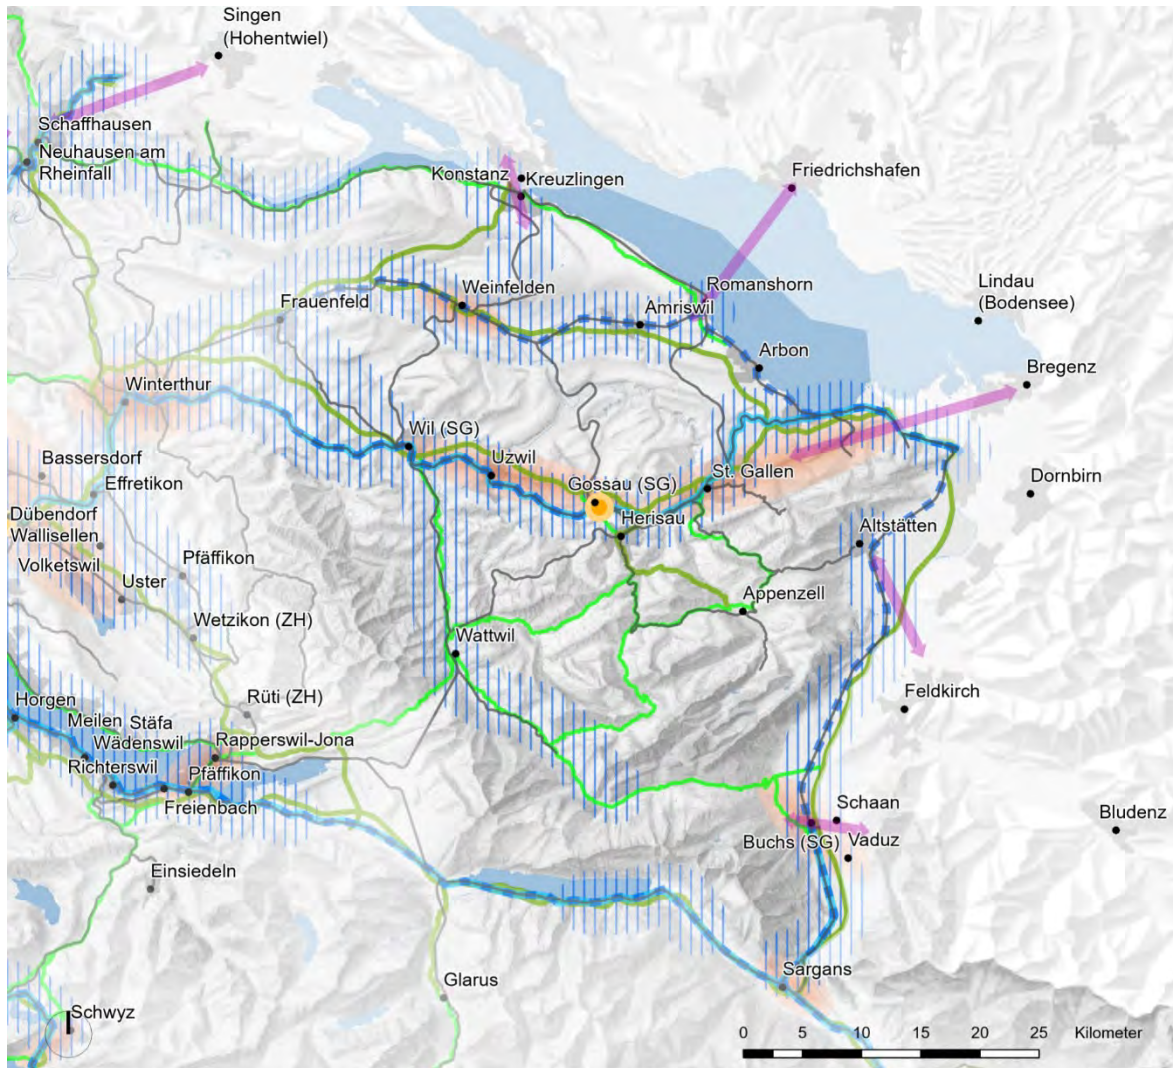 Singen
(Hohentwiel)
Schaffhausen
Neuhausen am
Rheinfall
Konstanz
Kreuzlingen
Friedrichshafen
Weinfelden
Romanshorn
Lindau
(Bodensee)
Frauenfeld
Amriswil
Arbon
Bregenz
Winterthur
Wil (SG)
Uzwil
Bassersdorf
Effretikon
Gossau (SG)
St. Gallen
Dornbirn
Dübendorf
Wallisellen
Herisau
Altstätten
Volketswil
Pfäffikon
Uster
Wetzikon (ZH)
Appenzell
Wattwil
Horgen
Rüti (ZH)
Feldkirch
Meilen
Stäfa
Wädenswil
Rapperswil-Jona
Richterswil
Pfäffikon
Freienbach
Schaan
Bludenz
Buchs (SG)
Vaduz
Einsiedeln
Glarus
Sargans
Schwyz
0 5 10 15 20 25 Kilometer